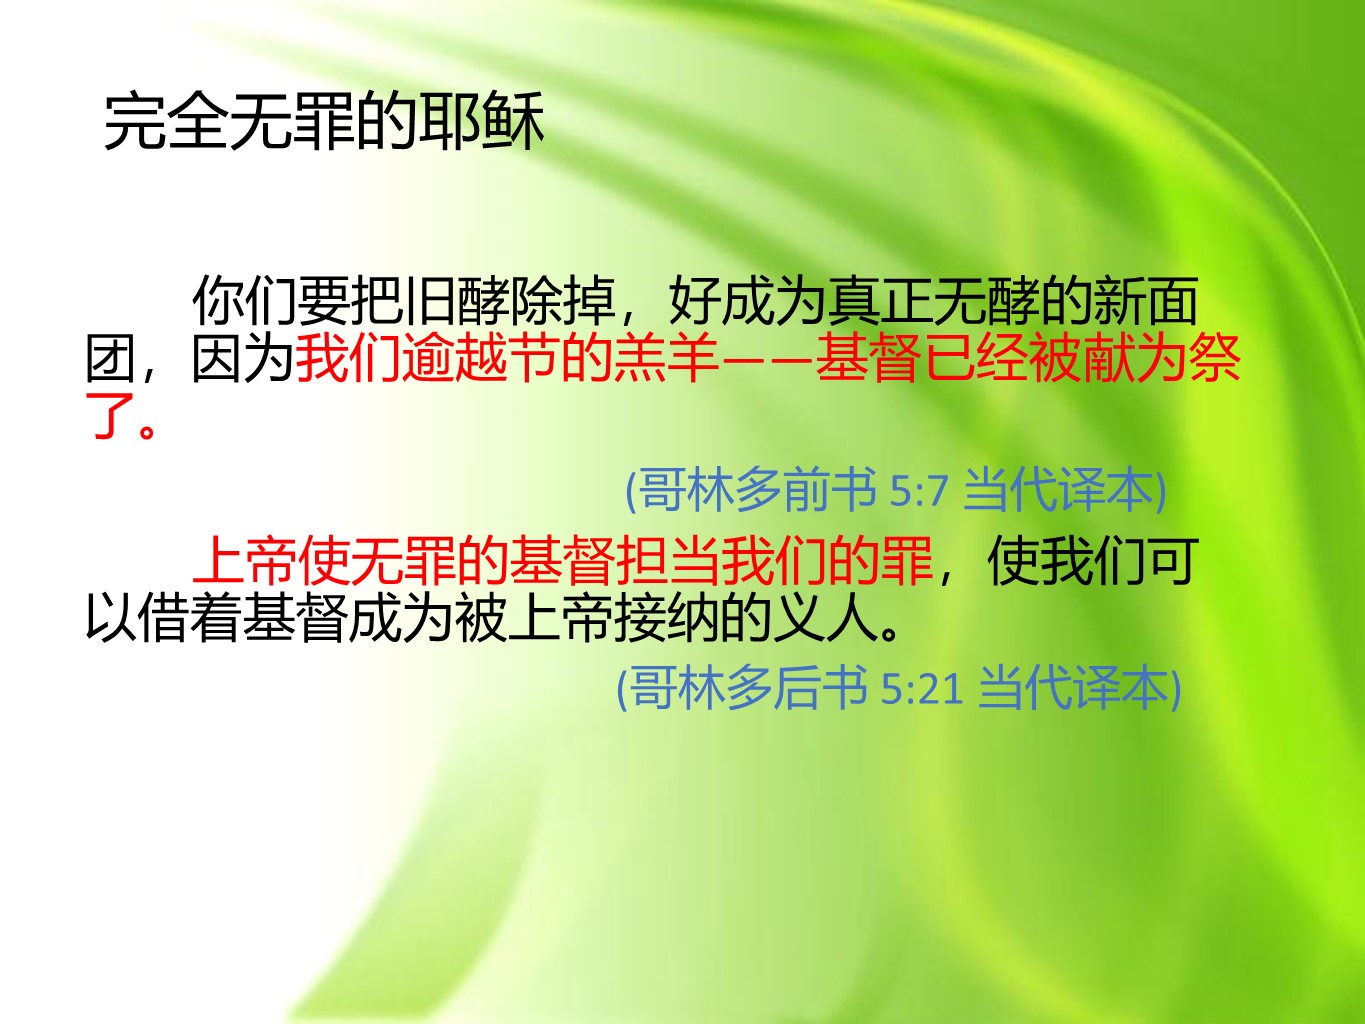 完全无罪的耶稣
你们要把旧酵除掉，好成为真正无酵的新面
团，因为我们逾越节的羔羊——基督已经被献为祭
了。
(哥林多前书 5:7 当代译本)
上帝使无罪的基督担当我们的罪，使我们可
以借着基督成为被上帝接纳的义人。
(哥林多后书 5:21 当代译本)